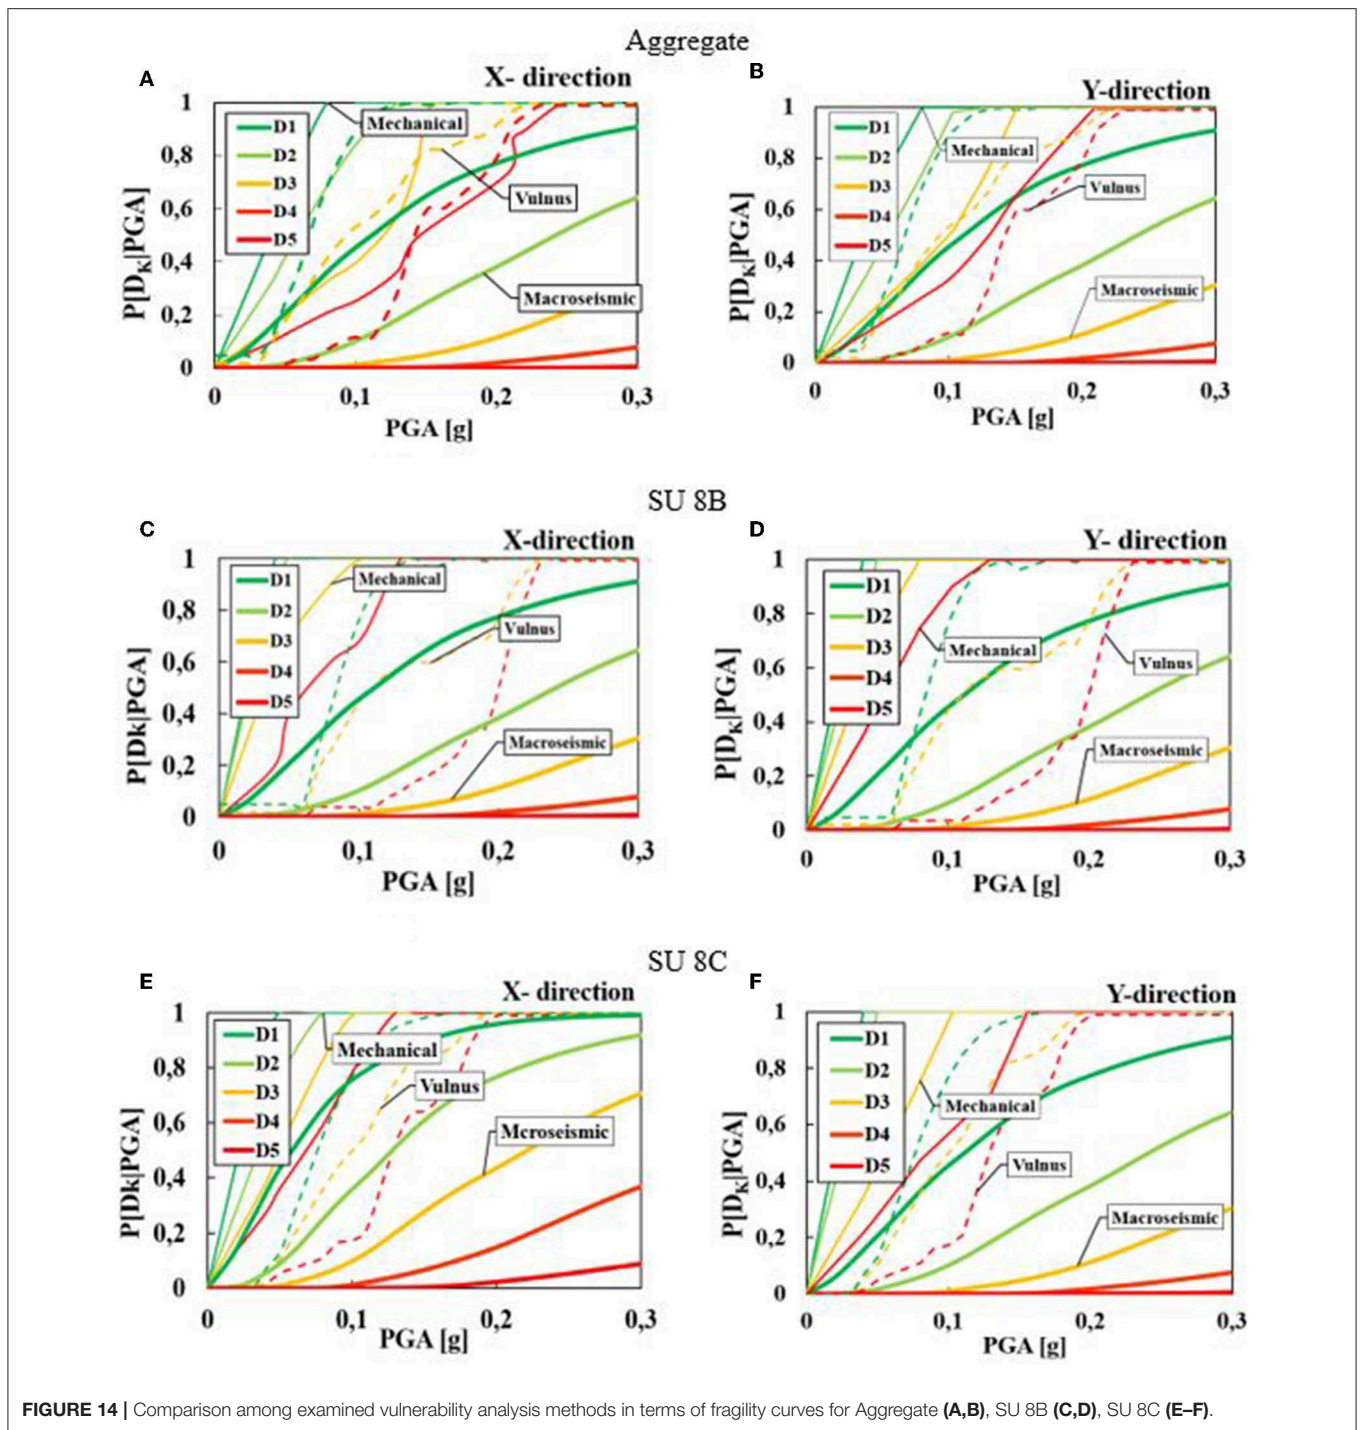 Aggregate
A
X- direction
1
0,8
0,6
0,4
0,2
0
P[D_K|PGA]
D1
D2
D3
D4
D5
Mechanical
Vulnus
Macroseismic
0
0,1
0,2
0,3
PGA [g]
B
Y-direction
1
0,8
0,6
0,4
0,2
0
P[D_K|PGA]
D1
D2
D3
D4
D5
Mechanical
Vulnus
Macroseismic
0
0,1
0,2
0,3
PGA [g]
SU 8B
C
X-direction
1
0,8
0,6
0,4
0,2
0
P[Dk|PGA]
D1
D2
D3
D4
D5
Mechanical
Vulnus
Macroseismic
0
0,1
0,2
0,3
PGA [g]
D
Y- direction
1
0,8
0,6
0,4
0,2
0
P[D_K|PGA]
D1
D2
D3
D4
D5
Mechanical
Vulnus
Macroseismic
0
0,1
0,2
0,3
PGA [g]
SU 8C
E
X- direction
1
0,8
0,6
0,4
0,2
0
P[Dk|PGA]
D1
D2
D3
D4
D5
Mechanical
Vulnus
Mcroseismic
0
0,1
0,2
0,3
PGA [g]
F
Y-direction
1
0,8
0,6
0,4
0,2
0
P[D_K|PGA]
D1
D2
D3
D4
D5
Mechanical
Vulnus
Macroseismic
0
0,1
0,2
0,3
PGA [g]
FIGURE 14 | Comparison among examined vulnerability analysis methods in terms of fragility curves for Aggregate (A,B), SU 8B (C,D), SU 8C (E–F).